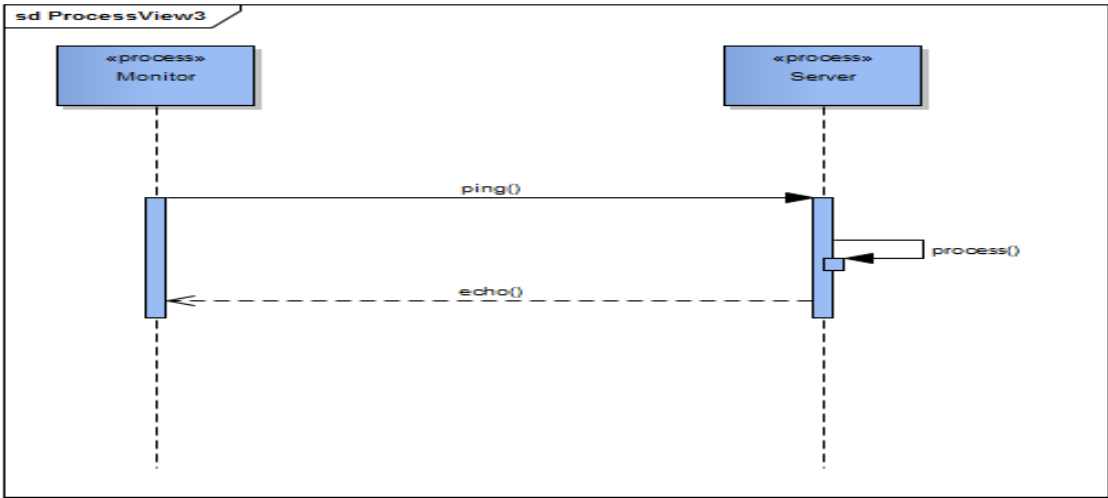 sd ProcessView3
«process»
Monitor
«process»
Server
ping()
process()
echo()